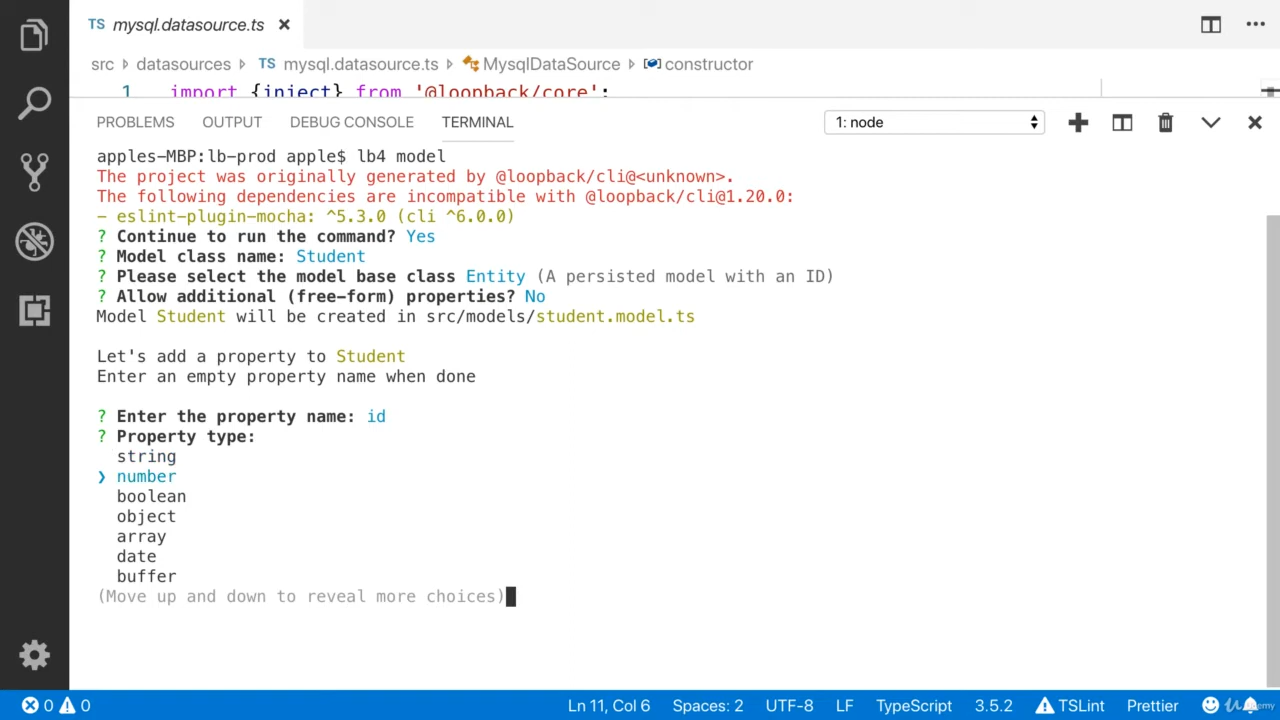 TS mysql.datasource.ts ×
src › datasources › TS mysql.datasource.ts › MysqlDataSource › constructor
1 import {inject} from '@loopback/core';
PROBLEMS OUTPUT DEBUG CONSOLE TERMINAL 1: node
apples-MBP:lb-prod apple$ lb4 model
The project was originally generated by @loopback/cli@<unknown>.
The following dependencies are incompatible with @loopback/cli@1.20.0:
- eslint-plugin-mocha: ^5.3.0 (cli ^6.0.0)
? Continue to run the command? Yes
? Model class name: Student
? Please select the model base class Entity (A persisted model with an ID)
? Allow additional (free-form) properties? No
Model Student will be created in src/models/student.model.ts
Let's add a property to Student
Enter an empty property name when done
? Enter the property name: id
? Property type:
string
❯ number
boolean
object
array
date
buffer
(Move up and down to reveal more choices)
0 0 Ln 11, Col 6 Spaces: 2 UTF-8 LF TypeScript 3.5.2 TSLint Prettier